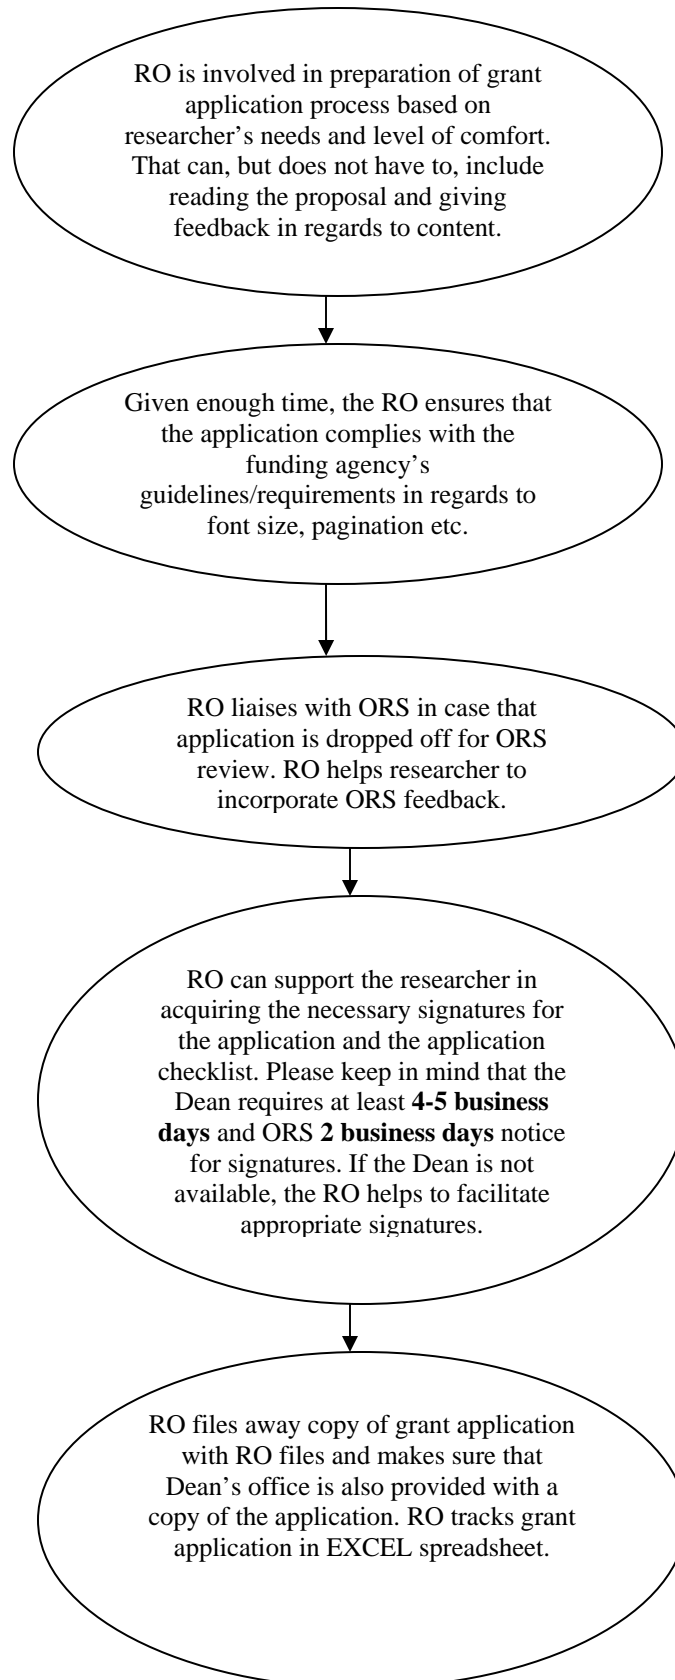 RO is involved in preparation of grant
application process based on
researcher’s needs and level of comfort.
That can, but does not have to, include
reading the proposal and giving
feedback in regards to content.
Given enough time, the RO ensures that
the application complies with the
funding agency’s
guidelines/requirements in regards to
font size, pagination etc.
RO liaises with ORS in case that
application is dropped off for ORS
review. RO helps researcher to
incorporate ORS feedback.
RO can support the researcher in
acquiring the necessary signatures for
the application and the application
checklist. Please keep in mind that the
Dean requires at least 4-5 business
days and ORS 2 business days notice
for signatures. If the Dean is not
available, the RO helps to facilitate
appropriate signatures.
RO files away copy of grant application
with RO files and makes sure that
Dean’s office is also provided with a
copy of the application. RO tracks grant
application in EXCEL spreadsheet.